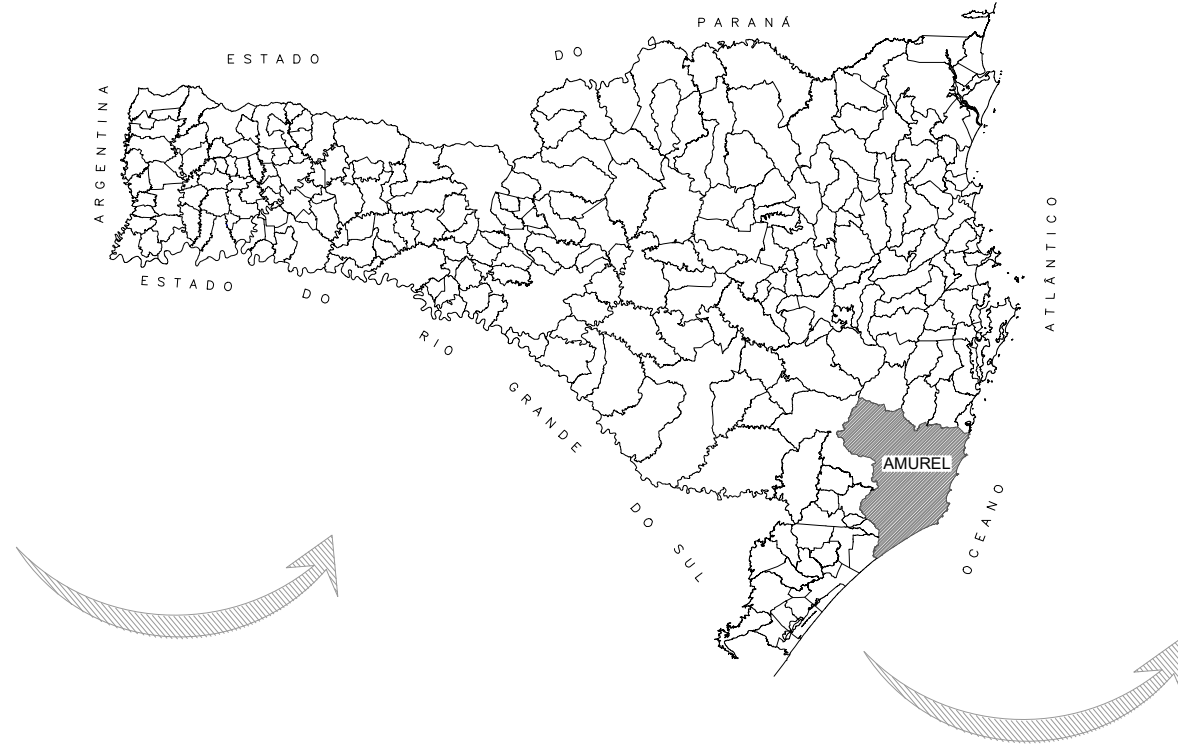 PARANÁ
ESTADO
DO
ARGENTINA
ATLÂNTICO
ESTADO
DO
RIO
GRANDE
AMUREL
DO
SUL
OCEANO